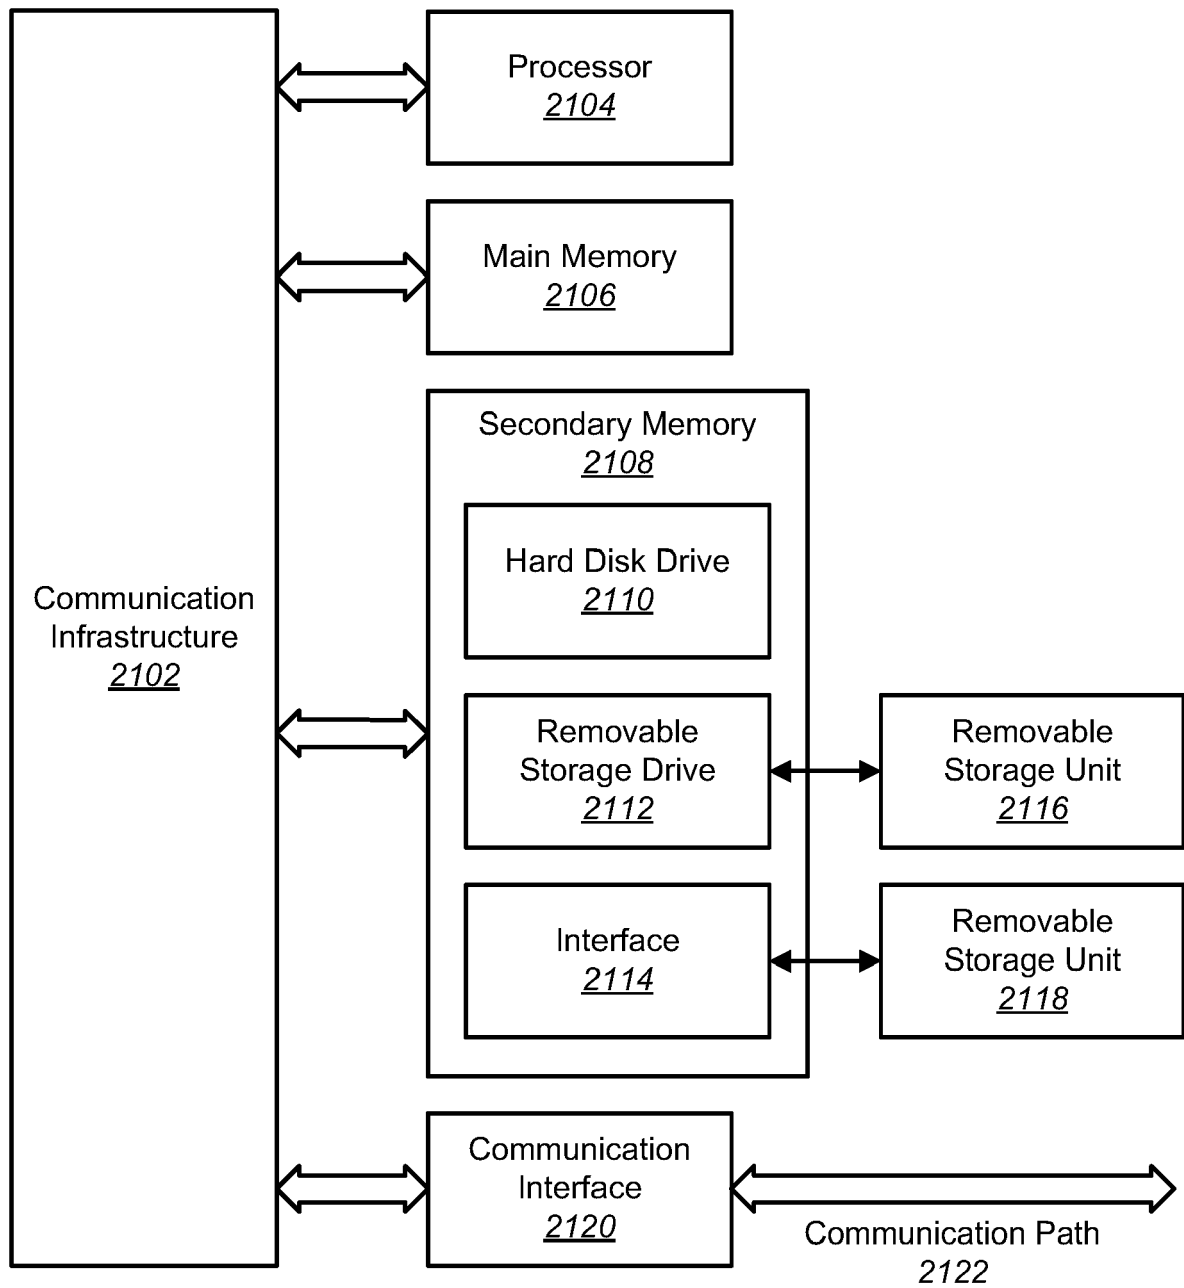 Processor
2104
Main Memory
2106
Secondary Memory
2108
Hard Disk Drive
2110
Communication
Infrastructure
2102
Removable
Storage Drive
2112
Removable
Storage Unit
2116
Interface
2114
Removable
Storage Unit
2118
Communication
Interface
2120
Communication Path
2122